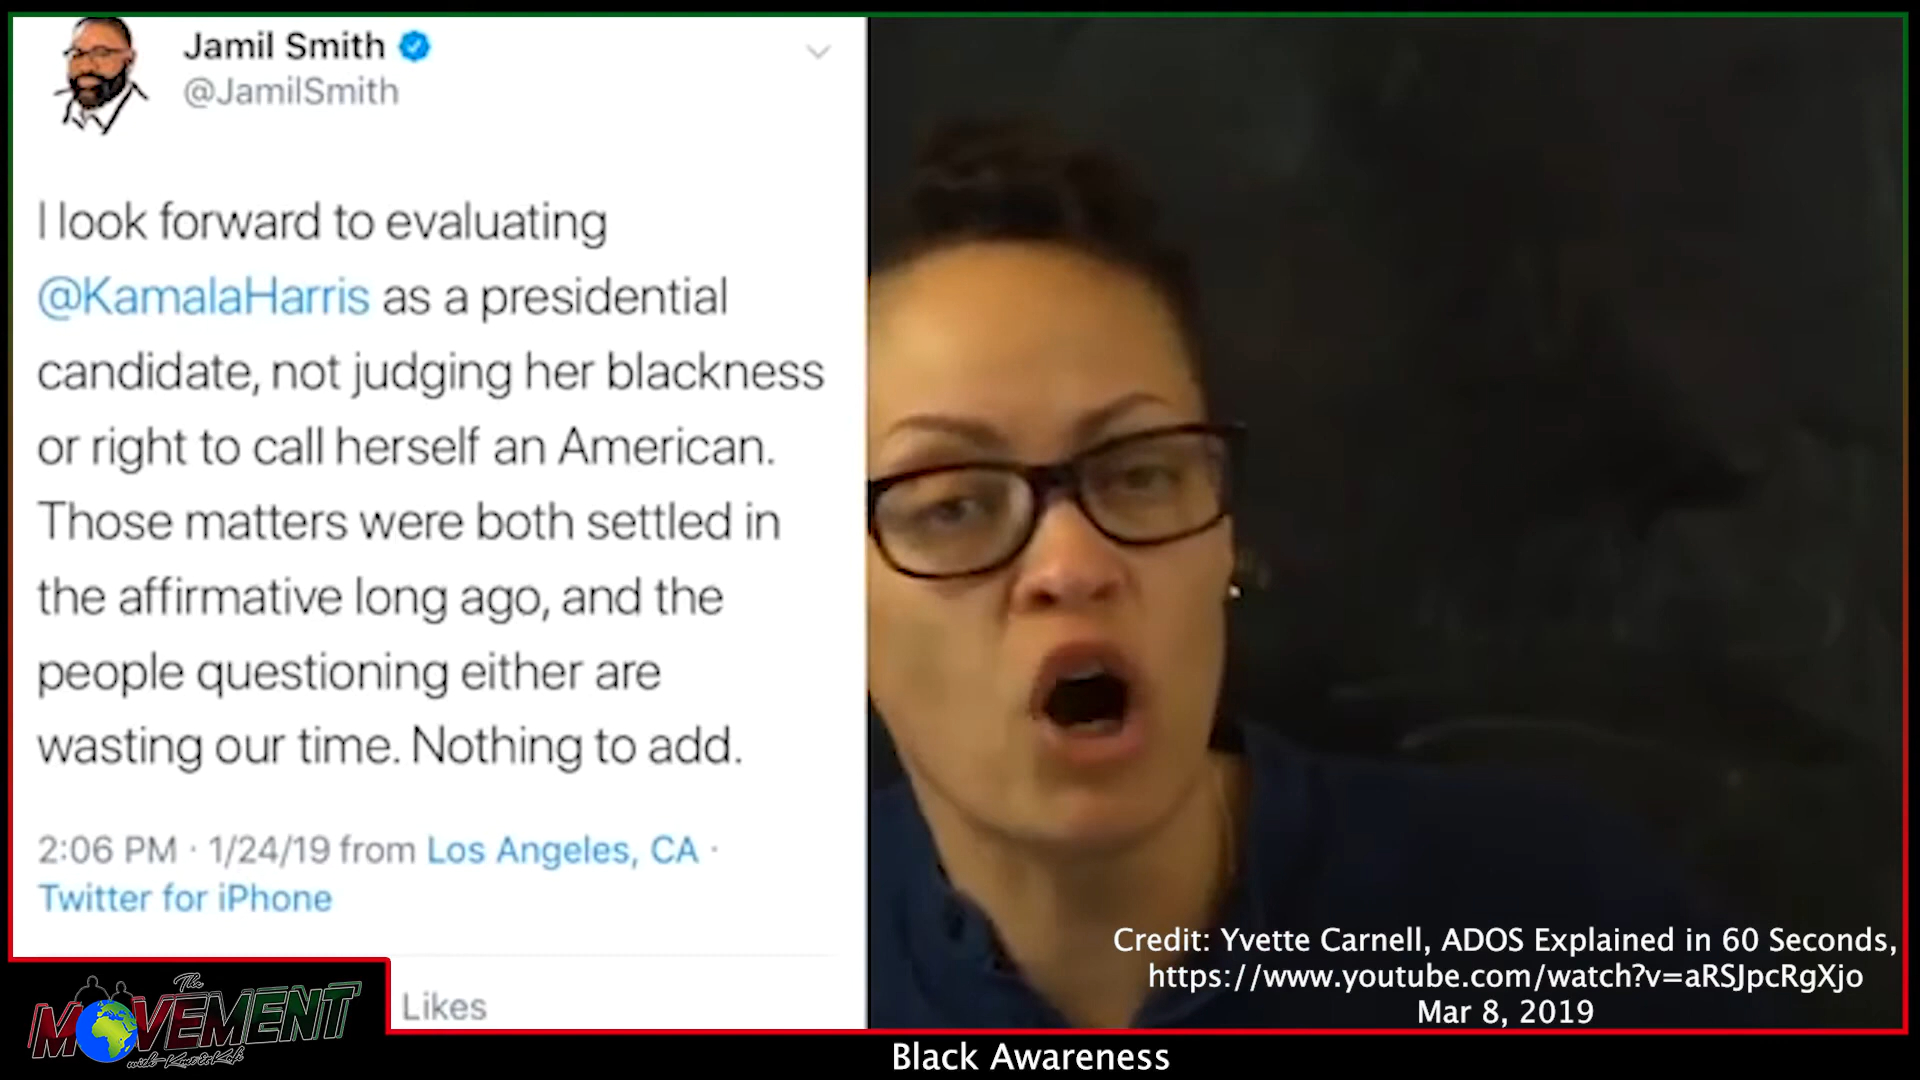 Jamil Smith
@JamilSmith
I look forward to evaluating
@KamalaHarris as a presidential
candidate, not judging her blackness
or right to call herself an American.
Those matters were both settled in
the affirmative long ago, and the
people questioning either are
wasting our time. Nothing to add.
2:06 PM · 1/24/19 from Los Angeles, CA ·
Twitter for iPhone
Likes
Credit: Yvette Carnell, ADOS Explained in 60 Seconds,
https://www.youtube.com/watch?v=aRSJpcRgXjo
Mar 8, 2019
The
MOVEMENT
with Kmt & Kafi
Black Awareness